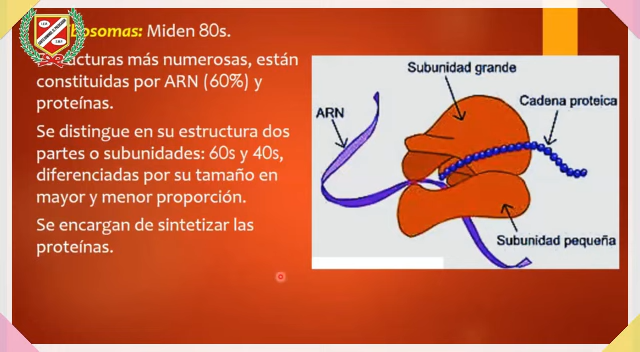 bosomas: Miden 80s.
ructuras más numerosas, están
constituidas por ARN (60%) y
proteínas.
Se distingue en su estructura dos
partes o subunidades: 60s y 40s,
diferenciadas por su tamaño en
mayor y menor proporción.
Se encargan de sintetizar las
proteínas.
Subunidad grande
Cadena proteica
ARN
Subunidad pequeña